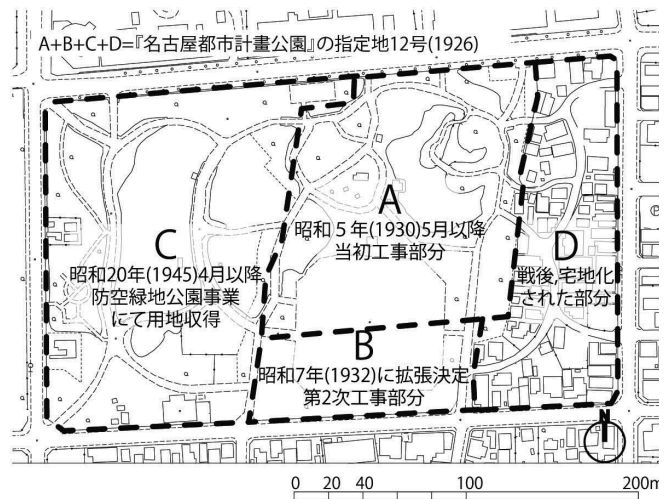 A+B+C+D=『名古屋都市計畫公園』の指定地12号(1926)
A
昭和5年(1930)5月以降
当初工事部分
C
昭和20年(1945)4月以降
防空緑地公園事業
にて用地収得
D
戦後,宅地化
された部分
B
昭和7年(1932)に拡張決定
第2次工事部分
N
0 20 40 100 200m